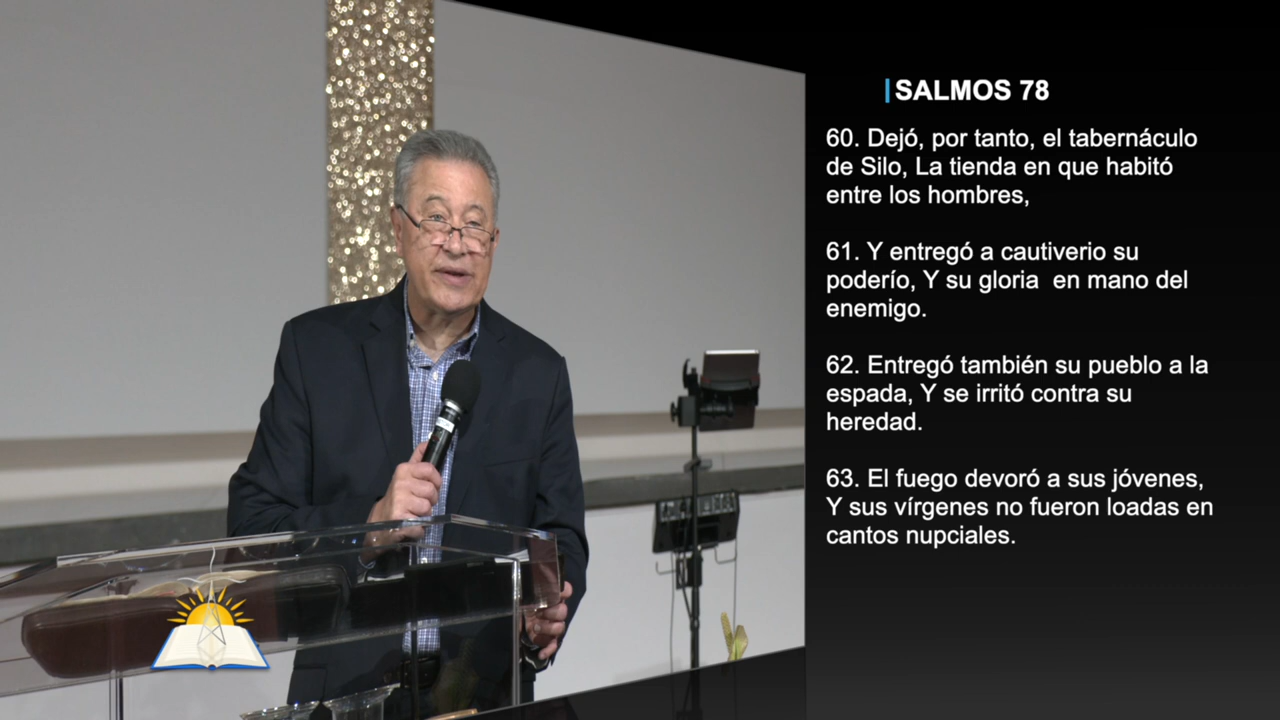 SALMOS 78
60. Dejó, por tanto, el tabernáculo
de Silo, La tienda en que habitó
entre los hombres,
61. Y entregó a cautiverio su
poderío, Y su gloria  en mano del
enemigo.
62. Entregó también su pueblo a la
espada, Y se irritó contra su
heredad.
63. El fuego devoró a sus jóvenes,
Y sus vírgenes no fueron loadas en
cantos nupciales.